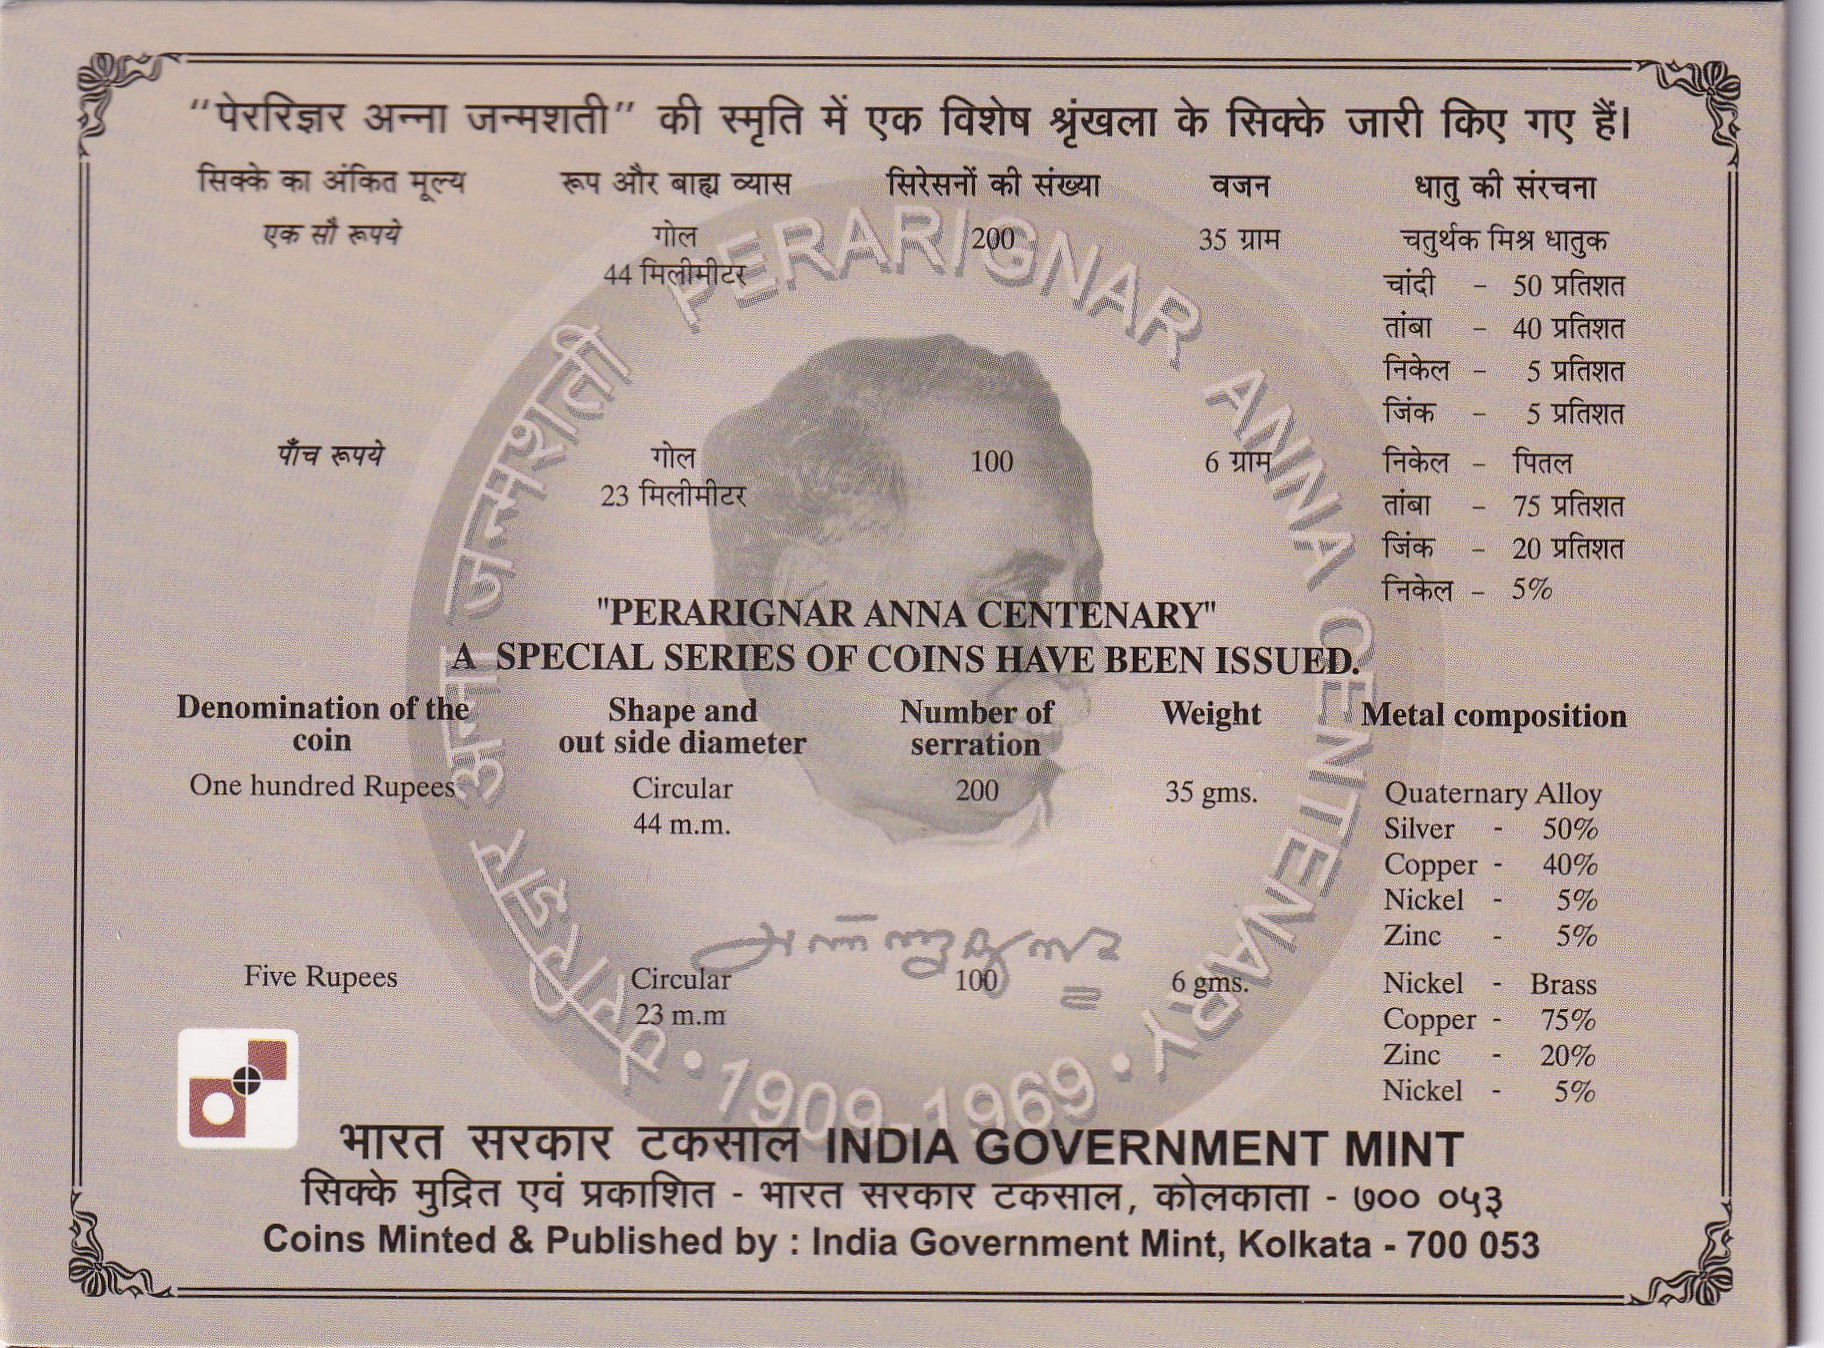 "पेररिज्ञर अन्ना जन्मशती" की स्मृति में एक विशेष श्रृंखला के सिक्के जारी किए गए हैं।
सिक्के का अंकित मूल्य रूप और बाह्य व्यास सिरेसनों की संख्या वजन धातु की संरचना
एक सौ रूपये गोल 200 35 ग्राम चतुर्थक मिश्र धातुक
44 मिलीमीटर
चांदी - 50 प्रतिशत
तांबा - 40 प्रतिशत
निकेल - 5 प्रतिशत
जिंक - 5 प्रतिशत
पाँच रूपये गोल 100 6 ग्राम निकेल - पितल
23 मिलीमीटर तांबा - 75 प्रतिशत
जिंक - 20 प्रतिशत
निकेल - 5%
"PERARIGNAR ANNA CENTENARY"
A SPECIAL SERIES OF COINS HAVE BEEN ISSUED.
Denomination of the coin Shape and out side diameter Number of serration Weight Metal composition
One hundred Rupees Circular 200 35 gms. Quaternary Alloy
44 m.m. Silver - 50%
Copper - 40%
Nickel - 5%
Zinc - 5%
Five Rupees Circular 100 6 gms. Nickel - Brass
23 m.m Copper - 75%
Zinc - 20%
Nickel - 5%
पेररिज्ञर अन्ना जन्मशती PERARIGNAR ANNA CENTENARY
• 1909-1969 •
भारत सरकार टकसाल INDIA GOVERNMENT MINT
सिक्के मुद्रित एवं प्रकाशित - भारत सरकार टकसाल, कोलकाता - ७०० ०५३
Coins Minted & Published by : India Government Mint, Kolkata - 700 053